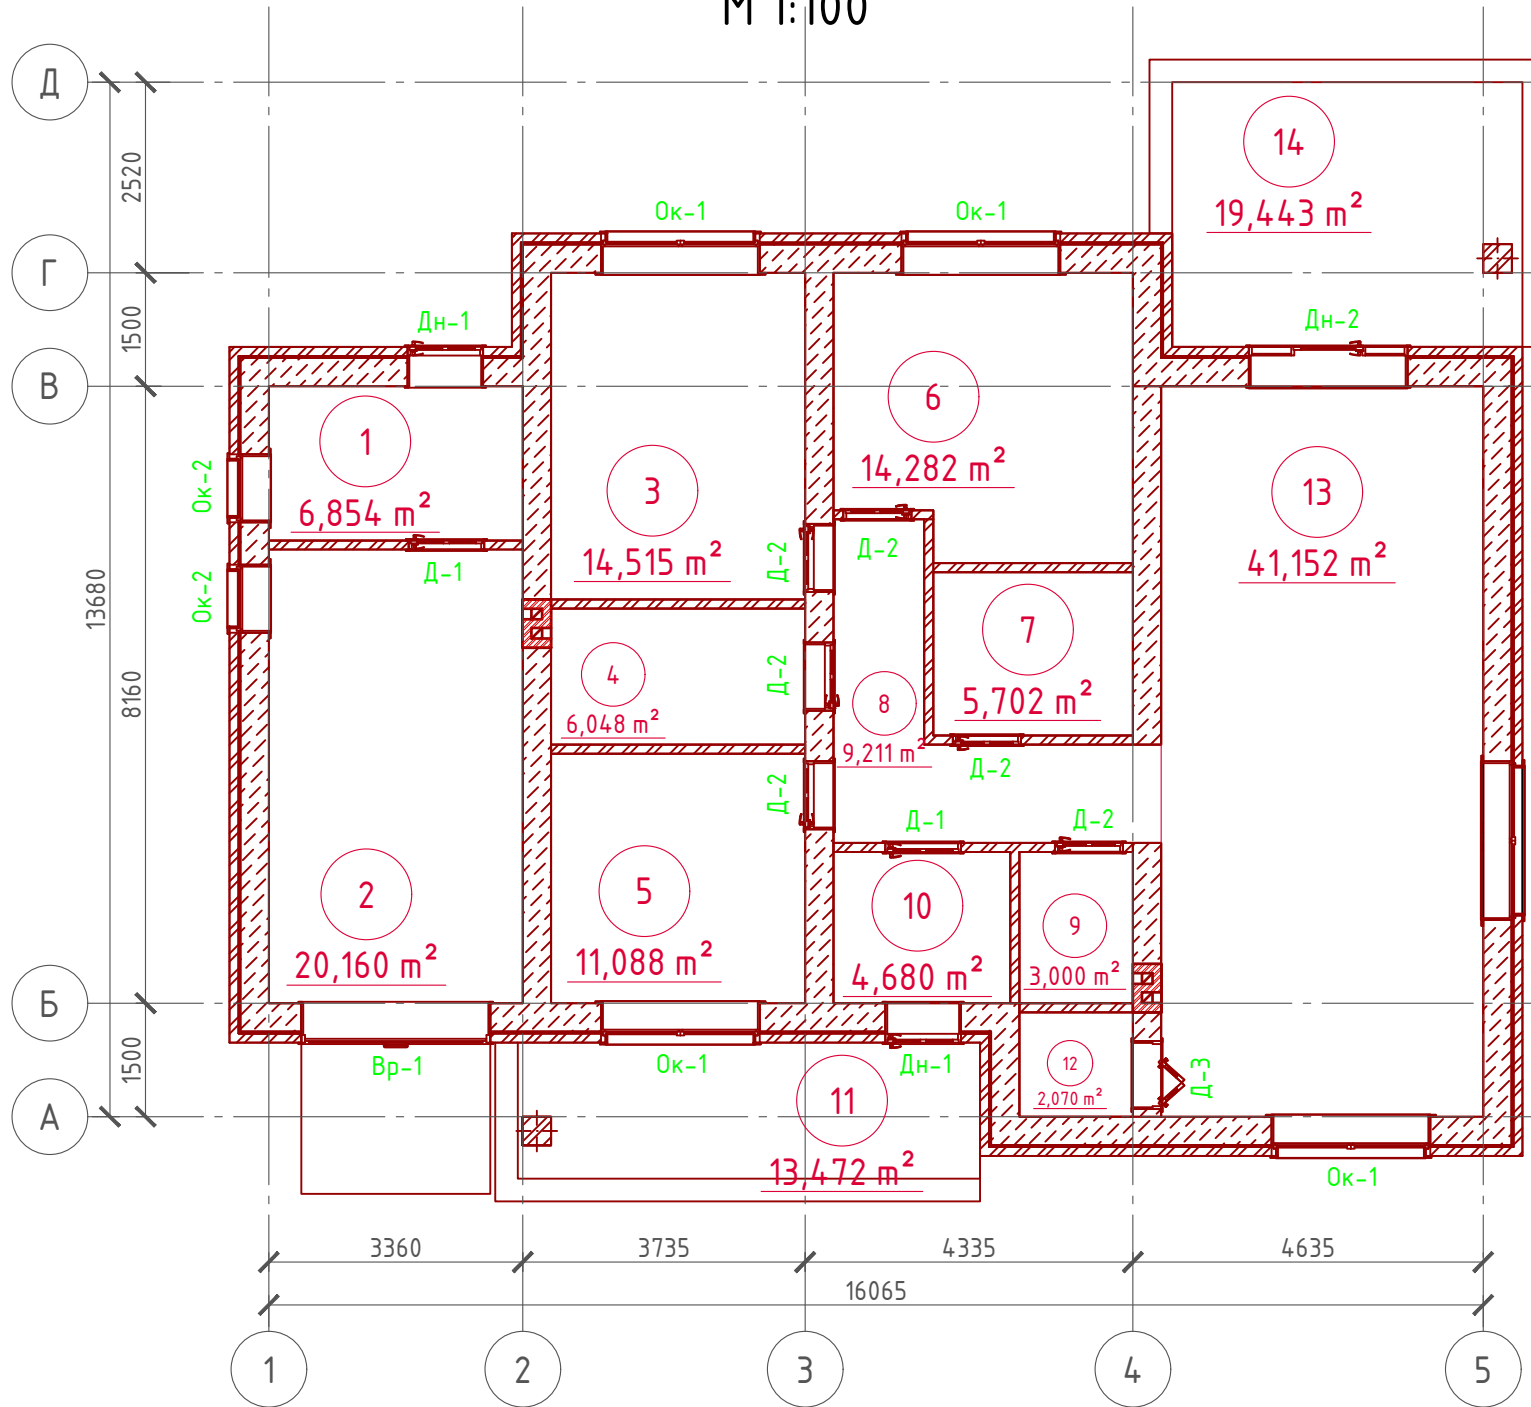 М 1:100
Д
14
2520
19,443 m²
Ок-1
Ок-1
Г
1500
Дн-1
Дн-2
В
6
1
3
13
Ок-2
14,282 m²
6,854 m²
Д-2
Д-2
14,515 m²
41,152 m²
Д-1
Ок-2
13680
7
8160
4
Д-2
8
5,702 m²
6,048 m²
9,211 m²
Д-2
Д-2
Д-1
Д-2
2
5
10
9
20,160 m²
11,088 m²
4,680 m²
3,000 m²
Б
1500
Вр-1
Ок-1
Дн-1
12
Д-3
2,070 m²
11
А
13,472 m²
Ок-1
3360
3735
4335
4635
16065
1
2
3
4
5